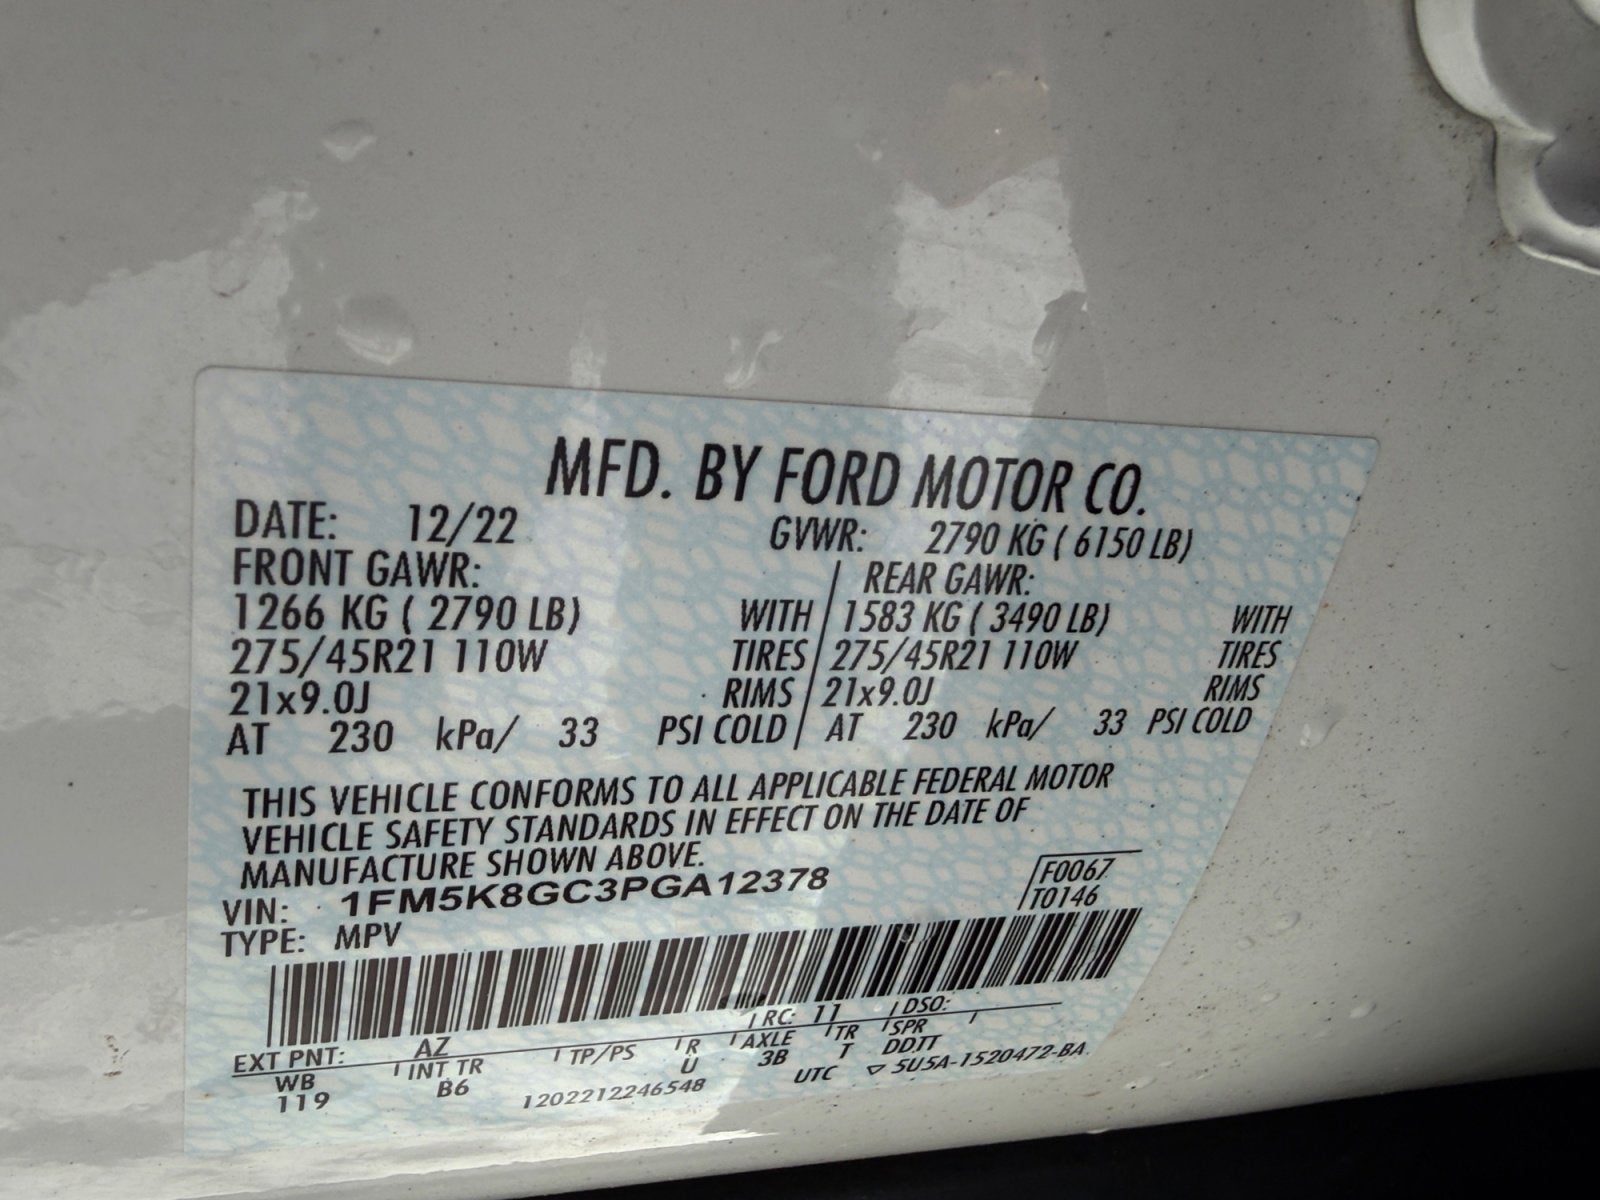 MFD. BY FORD MOTOR CO.
DATE: 12/22 GVWR: 2790 KG ( 6150 LB)
FRONT GAWR: REAR GAWR:
1266 KG ( 2790 LB) WITH 1583 KG ( 3490 LB) WITH
275/45R21 110W TIRES 275/45R21 110W TIRES
21x9.0J RIMS 21x9.0J RIMS
AT 230 kPa/ 33 PSI COLD AT 230 kPa/ 33 PSI COLD
THIS VEHICLE CONFORMS TO ALL APPLICABLE FEDERAL MOTOR
VEHICLE SAFETY STANDARDS IN EFFECT ON THE DATE OF
MANUFACTURE SHOWN ABOVE.
VIN: 1FM5K8GC3PGA12378 F0067
TYPE: MPV T0146
EXT PNT: AZ RC: 11 DSO:
WB INT TR TP/PS R AXLE TR SPR
119 B6 U 3B T DDTT
1202212246548 UTC ▽ 5U5A-1520472-BA